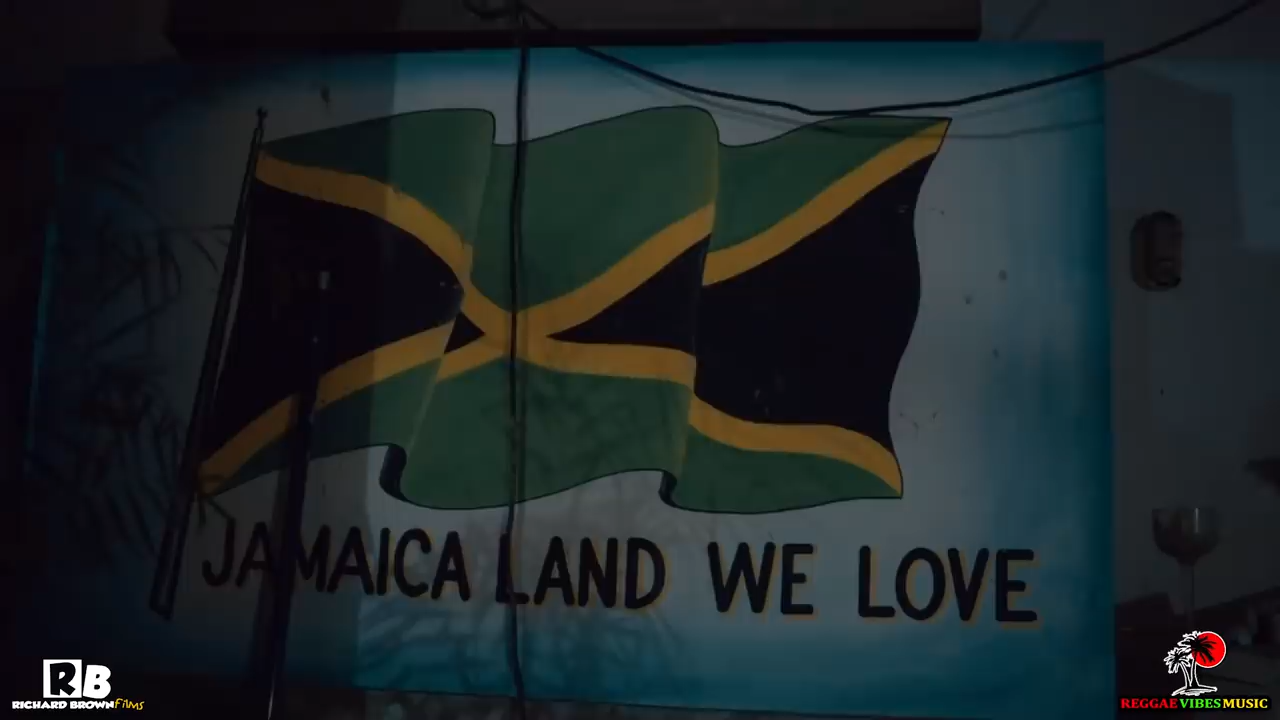 JAMAICA LAND WE LOVE
RB
RICHARD BROWN Films
REGGAE VIBES MUSIC